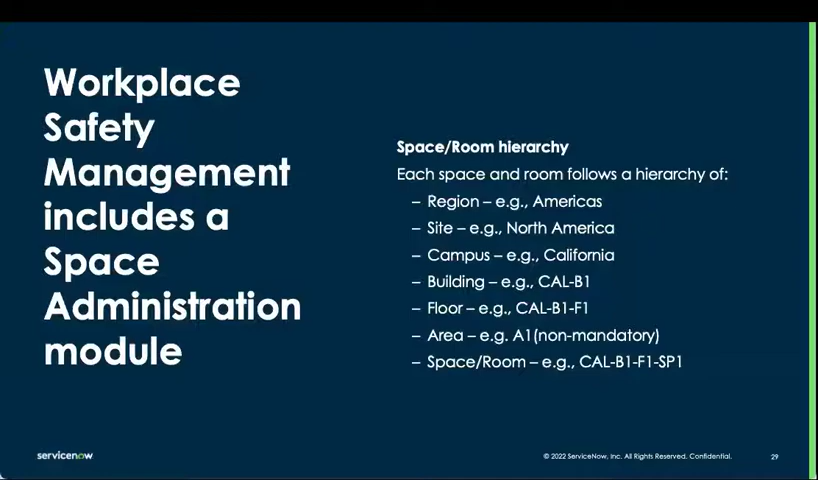 Workplace
Safety
Management
includes a
Space
Administration
module
Space/Room hierarchy
Each space and room follows a hierarchy of:
– Region – e.g., Americas
– Site – e.g., North America
– Campus – e.g., California
– Building – e.g., CAL-B1
– Floor – e.g., CAL-B1-F1
– Area – e.g. A1(non-mandatory)
– Space/Room – e.g., CAL-B1-F1-SP1
servicenow
© 2022 ServiceNow, Inc. All Rights Reserved. Confidential.
29